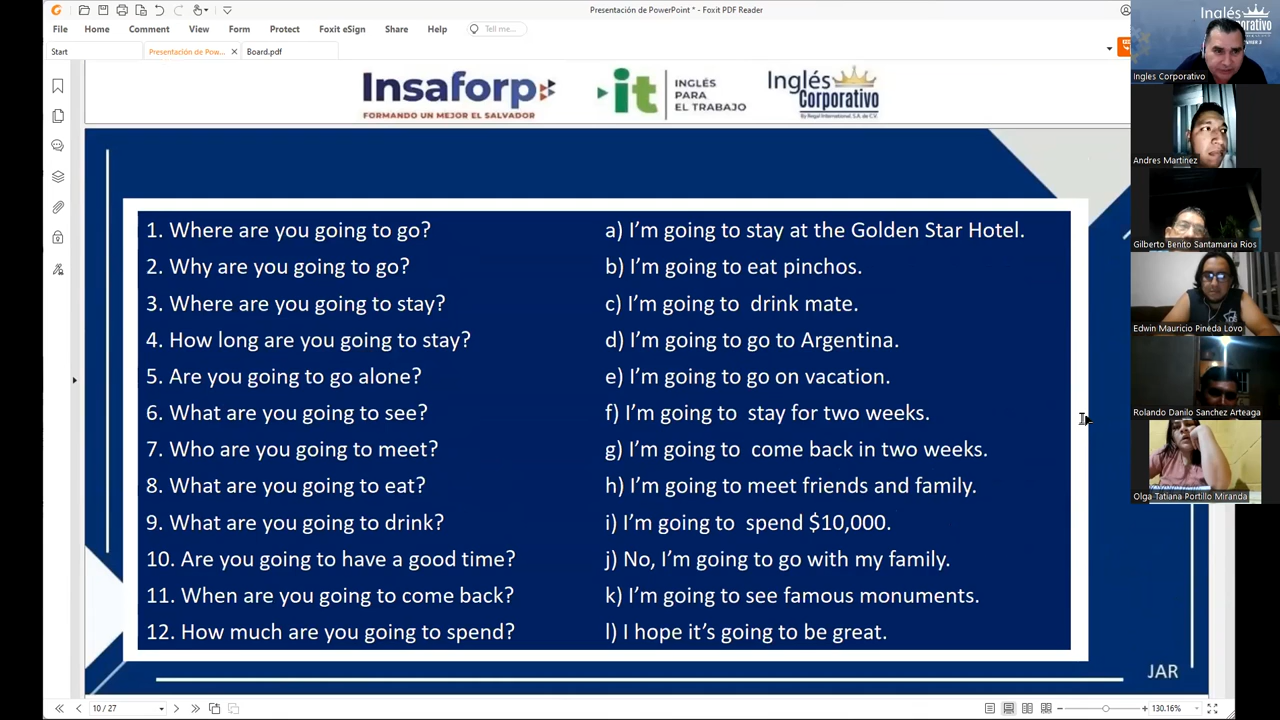 Presentación de PowerPoint * - Foxit PDF Reader
File Home Comment View Form Protect Foxit eSign Share Help Tell me...
Start Presentación de Pow... Board.pdf
Insaforp
FORMANDO UN MEJOR EL SALVADOR
it INGLÉS PARA EL TRABAJO
Inglés Corporativo
By Regal International, S.A. de C.V.
1. Where are you going to go?
2. Why are you going to go?
3. Where are you going to stay?
4. How long are you going to stay?
5. Are you going to go alone?
6. What are you going to see?
7. Who are you going to meet?
8. What are you going to eat?
9. What are you going to drink?
10. Are you going to have a good time?
11. When are you going to come back?
12. How much are you going to spend?
a) I'm going to stay at the Golden Star Hotel.
b) I'm going to eat pinchos.
c) I'm going to  drink mate.
d) I'm going to go to Argentina.
e) I'm going to go on vacation.
f) I'm going to  stay for two weeks.
g) I'm going to  come back in two weeks.
h) I'm going to meet friends and family.
i) I'm going to  spend $10,000.
j) No, I'm going to go with my family.
k) I'm going to see famous monuments.
l) I hope it's going to be great.
JAR
10 / 27
130.16%
Inglés
Corporativo
Ingles Corporativo
Andres Martinez
Gilberto Benito Santamaria Rios
Edwin Mauricio Pineda Lovo
Rolando Danilo Sanchez Arteaga
Olga Tatiana Portillo Miranda